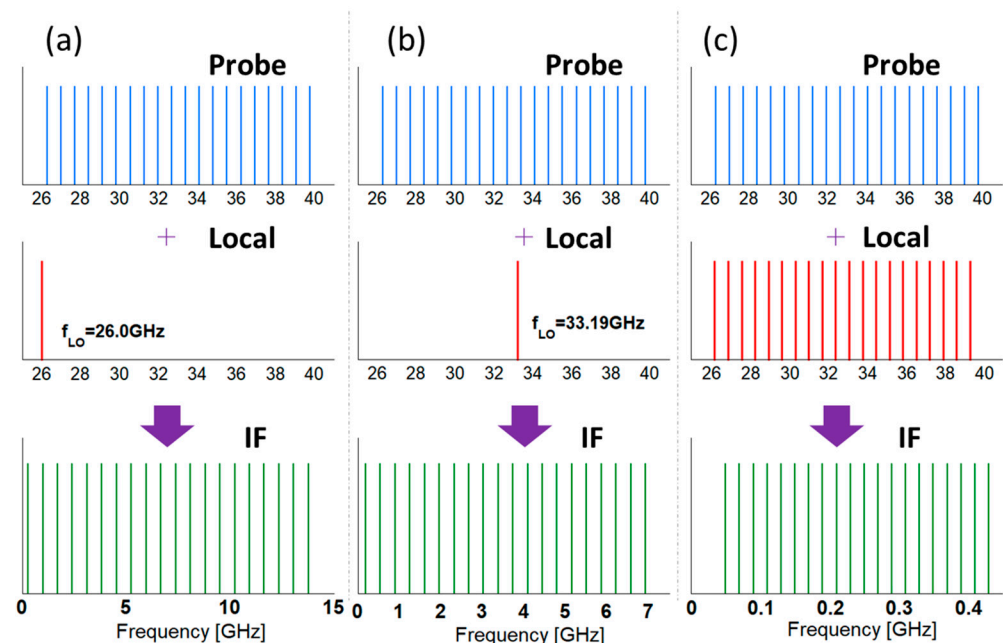 (a)
Probe
26 28 30 32 34 36 38 40
+ Local
f_LO=26.0GHz
26 28 30 32 34 36 38 40
IF
0 5 10 15
Frequency [GHz]
(b)
Probe
26 28 30 32 34 36 38 40
+ Local
f_LO=33.19GHz
26 28 30 32 34 36 38 40
IF
0 1 2 3 4 5 6 7
Frequency [GHz]
(c)
Probe
26 28 30 32 34 36 38 40
+ Local
26 28 30 32 34 36 38 40
IF
0 0.1 0.2 0.3 0.4
Frequency [GHz]